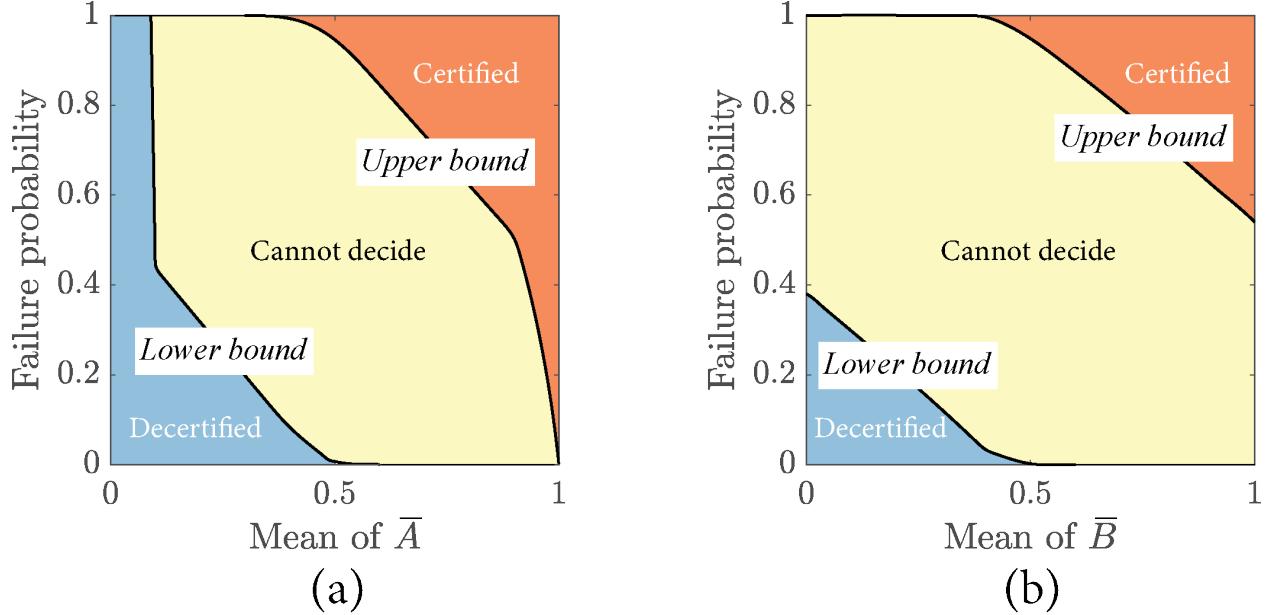 Failure probability
1
0.8
0.6
0.4
0.2
0
Certified
Upper bound
Cannot decide
Lower bound
Decertified
0
0.5
1
Mean of A̅
(a)
Failure probability
1
0.8
0.6
0.4
0.2
0
Certified
Upper bound
Cannot decide
Lower bound
Decertified
0
0.5
1
Mean of B̅
(b)